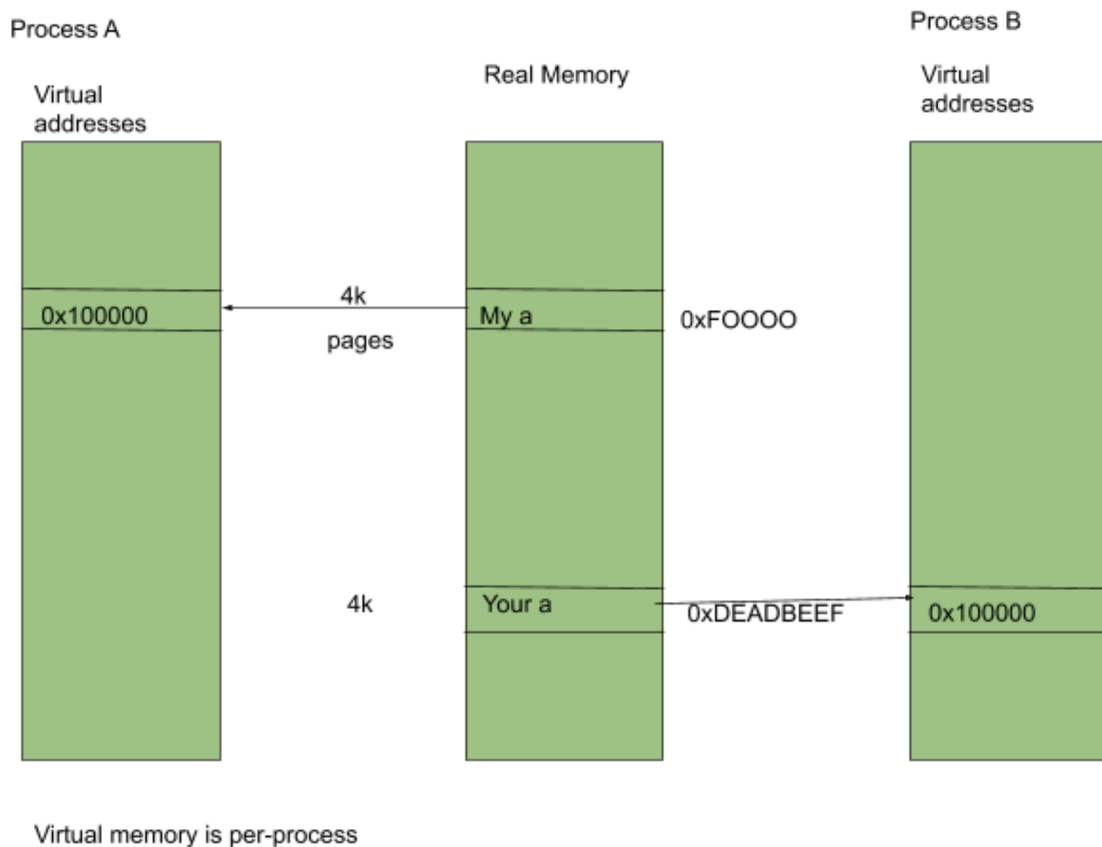 Process A
Process B
Real Memory
Virtual
addresses
Virtual
addresses
0x100000
4k
pages
My a
0xFOOOO
4k
Your a
0xDEADBEEF
0x100000
Virtual memory is per-process